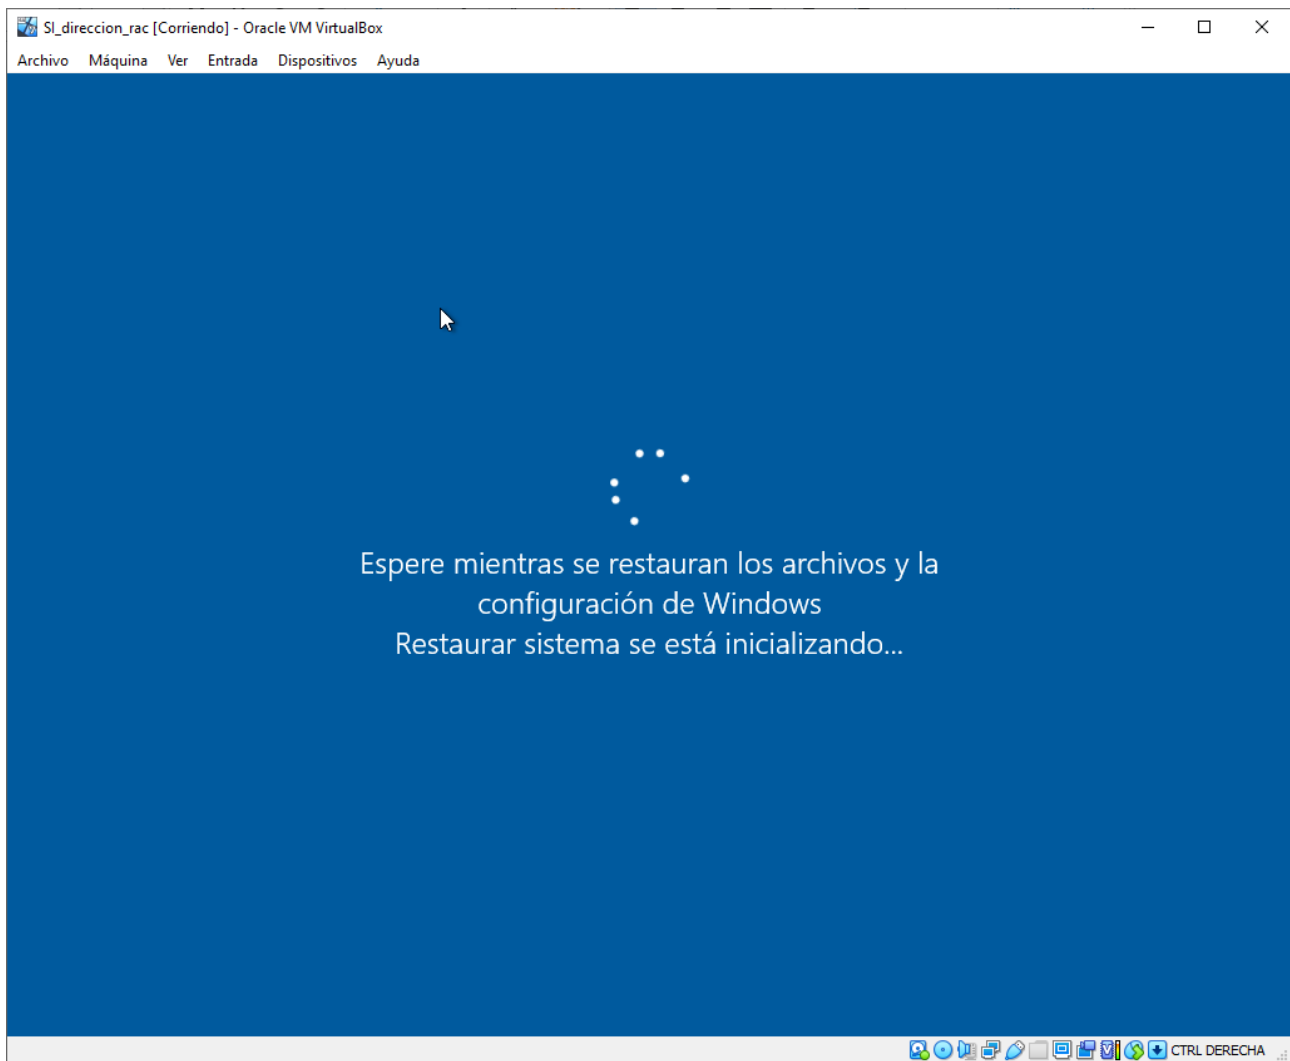 SI_direccion_rac [Corriendo] - Oracle VM VirtualBox
Archivo Máquina Ver Entrada Dispositivos Ayuda
Espere mientras se restauran los archivos y la
configuración de Windows
Restaurar sistema se está inicializando...
CTRL DERECHA